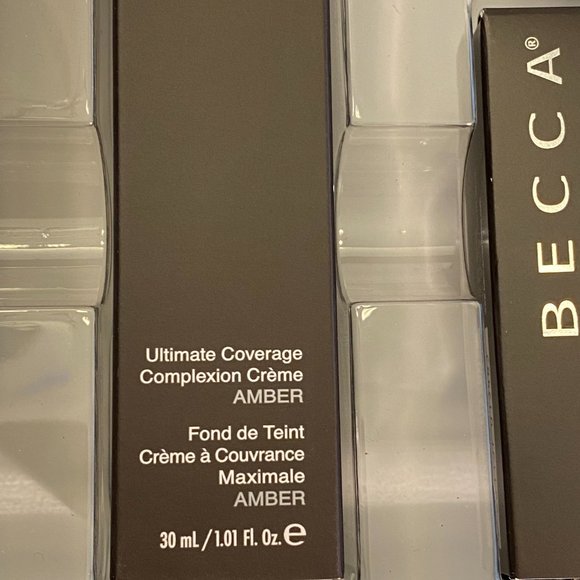 Ultimate Coverage
Complexion Crème
AMBER
Fond de Teint
Crème à Couvrance
Maximale
AMBER
30 mL / 1.01 Fl. Oz. ℮
BECCA®